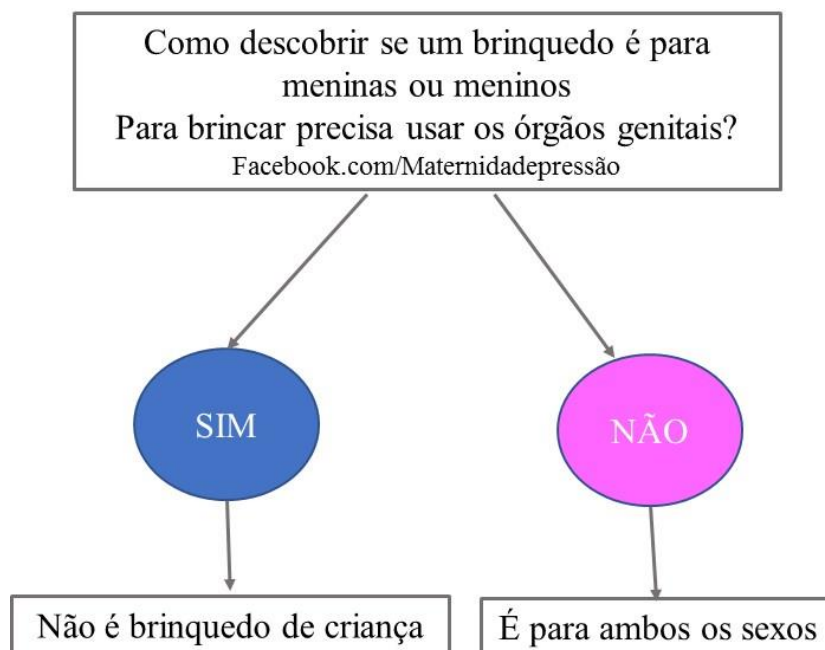 Como descobrir se um brinquedo é para
meninas ou meninos
Para brincar precisa usar os órgãos genitais?
Facebook.com/Maternidadepressão
SIM
NÃO
Não é brinquedo de criança
É para ambos os sexos